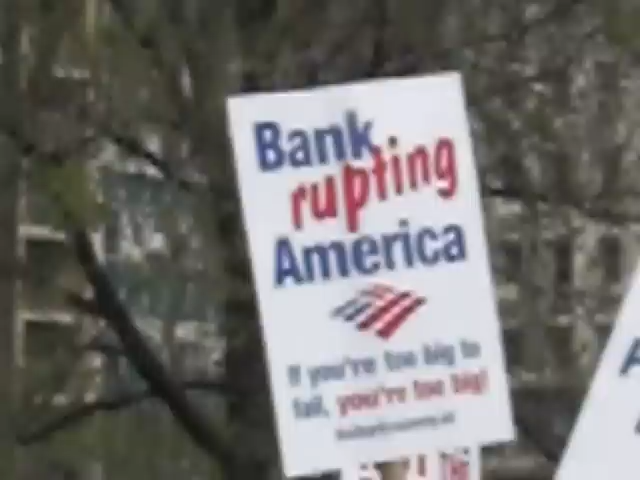 Bank
rupting
America
If you're too big to
fail, you're too big!